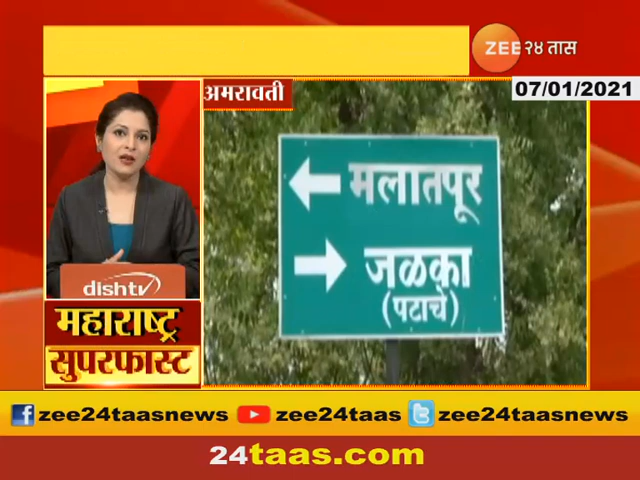 ZEE २४ तास
07/01/2021
अमरावती
मलातपूर
जळका
(पटाचे)
dishtv
महाराष्ट्र
सुपरफास्ट
zee24taasnews zee24taas zee24taasnews
24taas.com